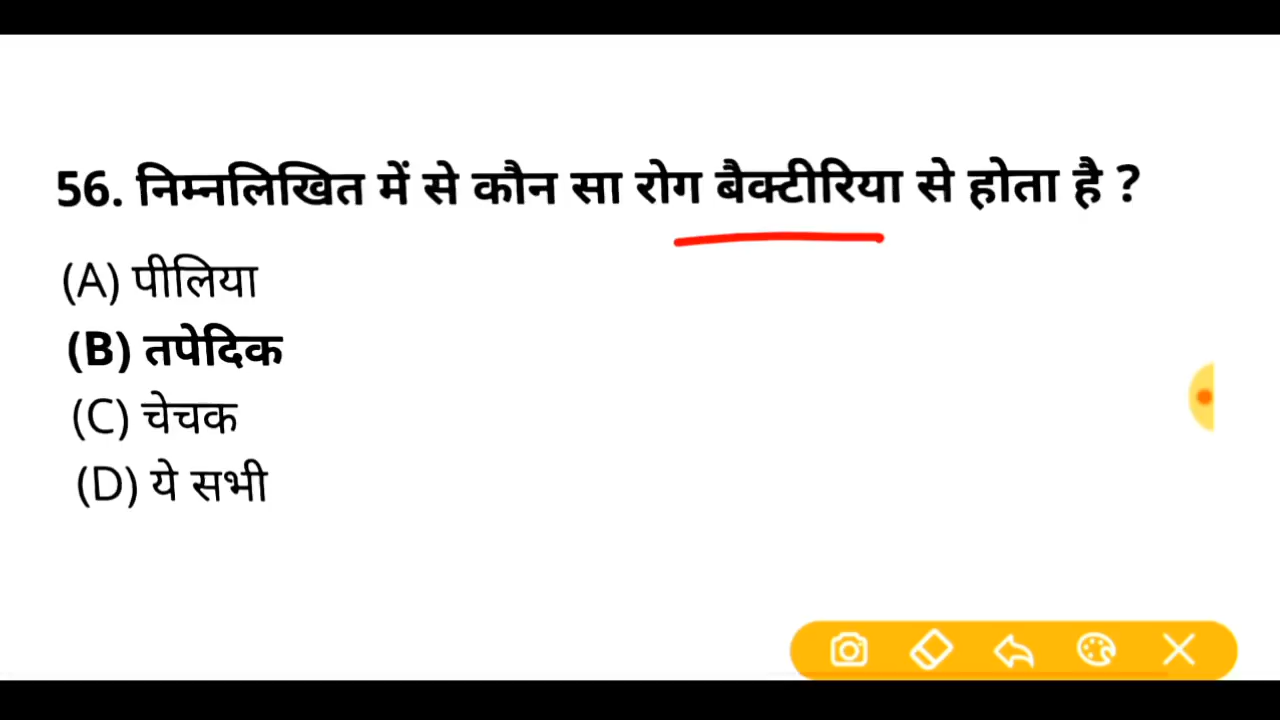 56. निम्नलिखित में से कौन सा रोग बैक्टीरिया से होता है ?
(A) पीलिया
(B) तपेदिक
(C) चेचक
(D) ये सभी